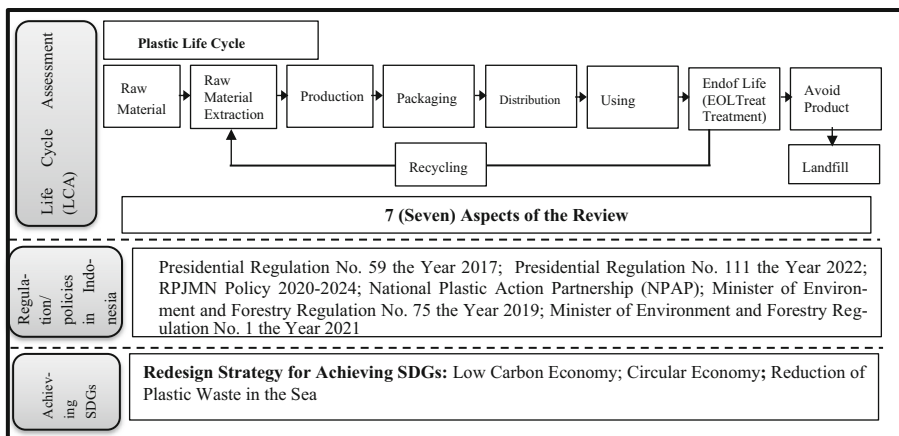 Life Cycle Assessment
(LCA)
Plastic Life Cycle
Raw
Material
Raw
Material
Extraction
Production
Packaging
Distribution
Using
Endof Life
(EOLTreat
Treatment)
Avoid
Product
Recycling
Landfill
7 (Seven) Aspects of the Review
Regula-
tion/
policies
in Indo-
nesia
Presidential Regulation No. 59 the Year 2017; Presidential Regulation No. 111 the Year 2022;
RPJMN Policy 2020-2024; National Plastic Action Partnership (NPAP); Minister of Environ-
ment and Forestry Regulation No. 75 the Year 2019; Minister of Environment and Forestry Reg-
ulation No. 1 the Year 2021
Achiev-
ing
SDGs
Redesign Strategy for Achieving SDGs: Low Carbon Economy; Circular Economy; Reduction of
Plastic Waste in the Sea